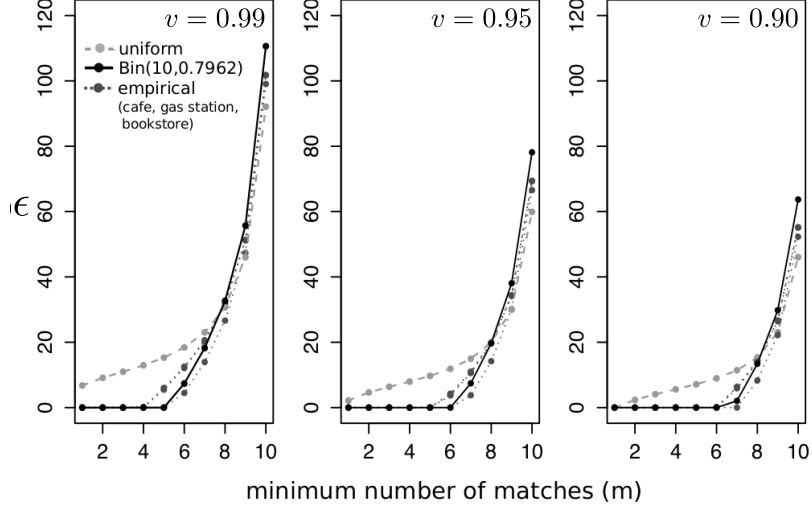 v = 0.99
v = 0.95
v = 0.90
uniform
Bin(10,0.7962)
empirical
(cafe, gas station,
bookstore)
ϵ
0 20 40 60 80 100 120
0 20 40 60 80 100 120
0 20 40 60 80 100 120
2 4 6 8 10
2 4 6 8 10
2 4 6 8 10
minimum number of matches (m)